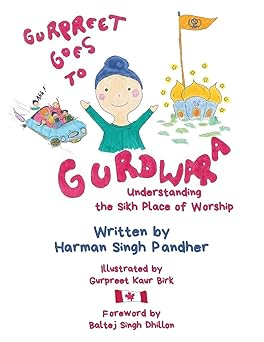 GURPREET
GOES
TO
GURDWARA
Understanding
the Sikh Place of Worship
Written by
Harman Singh Pandher
Illustrated by
Gurpreet Kaur Birk
Foreword by
Baltej Singh Dhillon